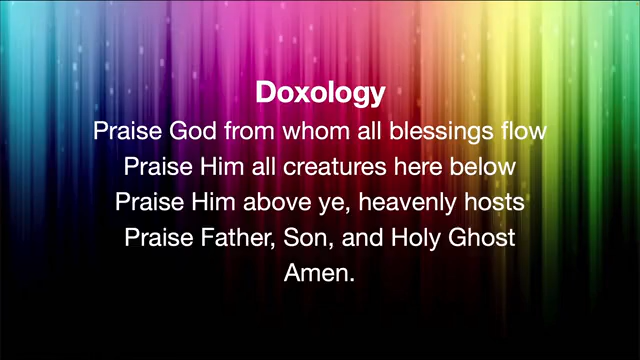 Doxology
Praise God from whom all blessings flow
Praise Him all creatures here below
Praise Him above ye, heavenly hosts
Praise Father, Son, and Holy Ghost
Amen.